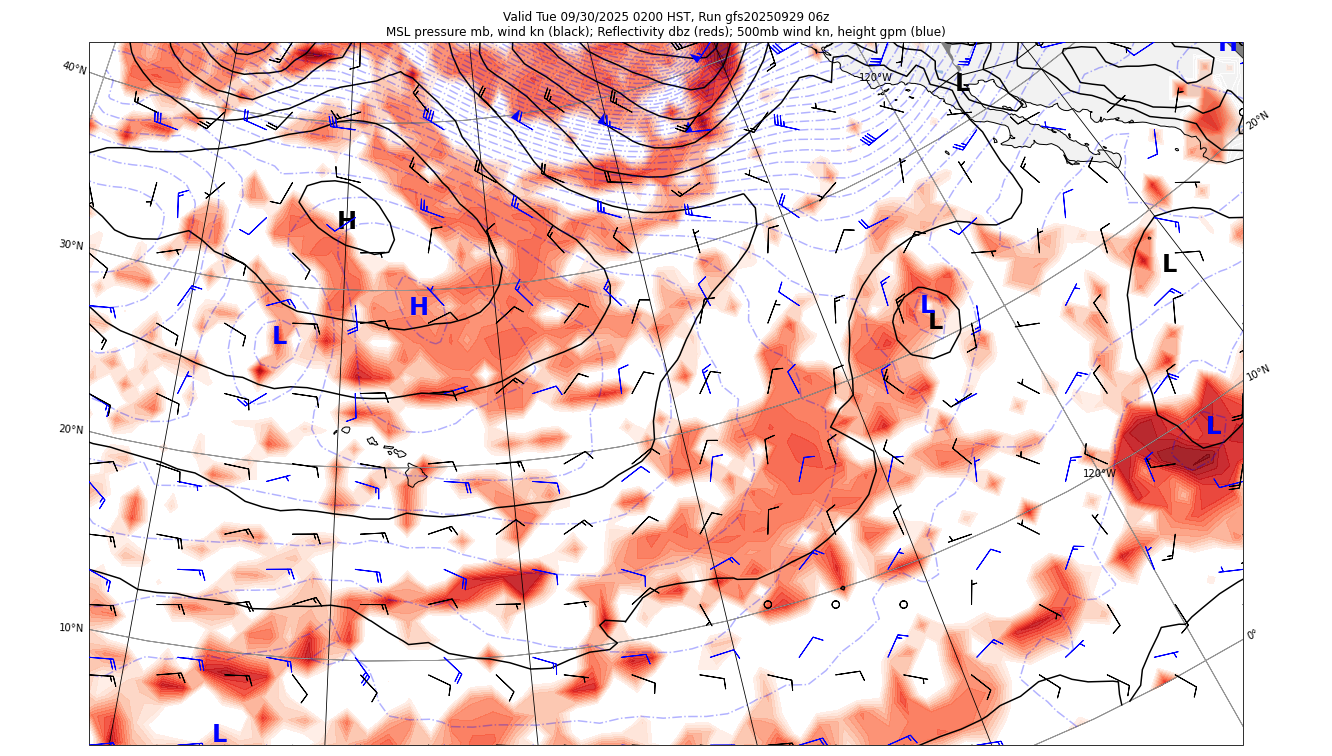 Valid Tue 09/30/2025 0200 HST, Run gfs20250929 06z
MSL pressure mb, wind kn (black); Reflectivity dbz (reds); 500mb wind kn, height gpm (blue)
H
40°N
120°W
L
20°N
H
30°N
L
H
L
L
L
10°N
20°N
L
120°W
10°N
0°
L